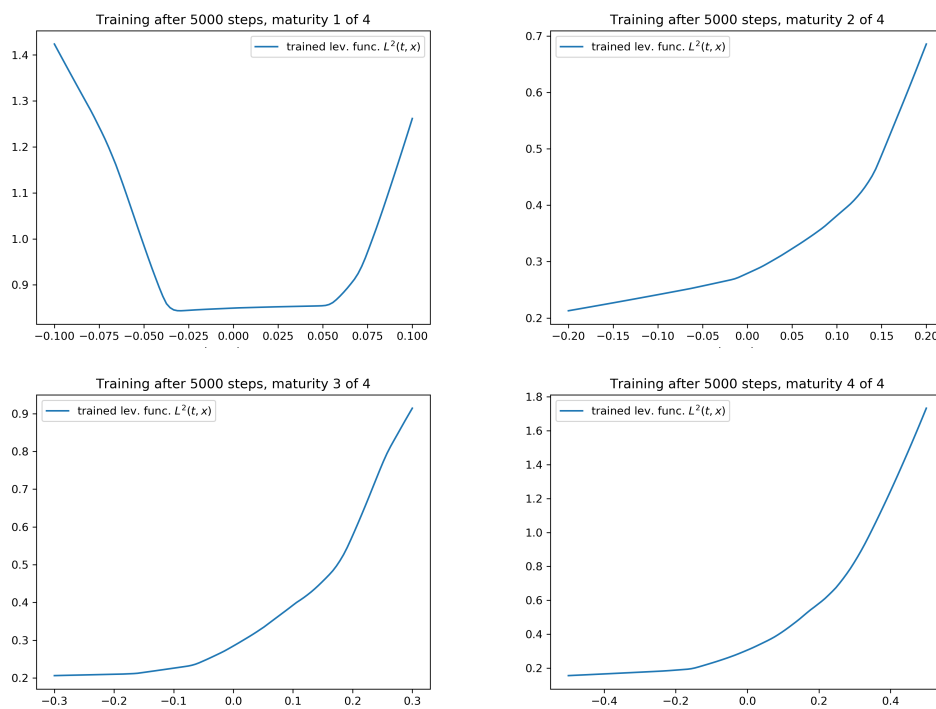 Training after 5000 steps, maturity 1 of 4
trained lev. func. L²(t, x)
1.4
1.3
1.2
1.1
1.0
0.9
−0.100 −0.075 −0.050 −0.025 0.000 0.025 0.050 0.075 0.100
Training after 5000 steps, maturity 2 of 4
trained lev. func. L²(t, x)
0.7
0.6
0.5
0.4
0.3
0.2
−0.20 −0.15 −0.10 −0.05 0.00 0.05 0.10 0.15 0.20
Training after 5000 steps, maturity 3 of 4
trained lev. func. L²(t, x)
0.9
0.8
0.7
0.6
0.5
0.4
0.3
0.2
−0.3 −0.2 −0.1 0.0 0.1 0.2 0.3
Training after 5000 steps, maturity 4 of 4
trained lev. func. L²(t, x)
1.8
1.6
1.4
1.2
1.0
0.8
0.6
0.4
0.2
−0.4 −0.2 0.0 0.2 0.4